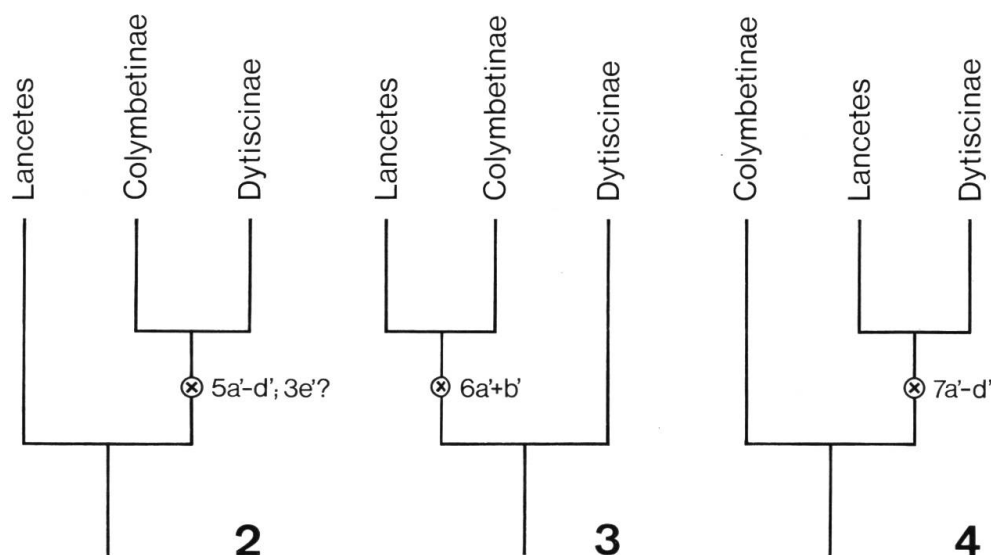 Lancetes
Colymbetinae
Dytiscinae
5a'-d'; 3e'?
2
Lancetes
Colymbetinae
Dytiscinae
6a'+b'
3
Colymbetinae
Lancetes
Dytiscinae
7a'-d'
4